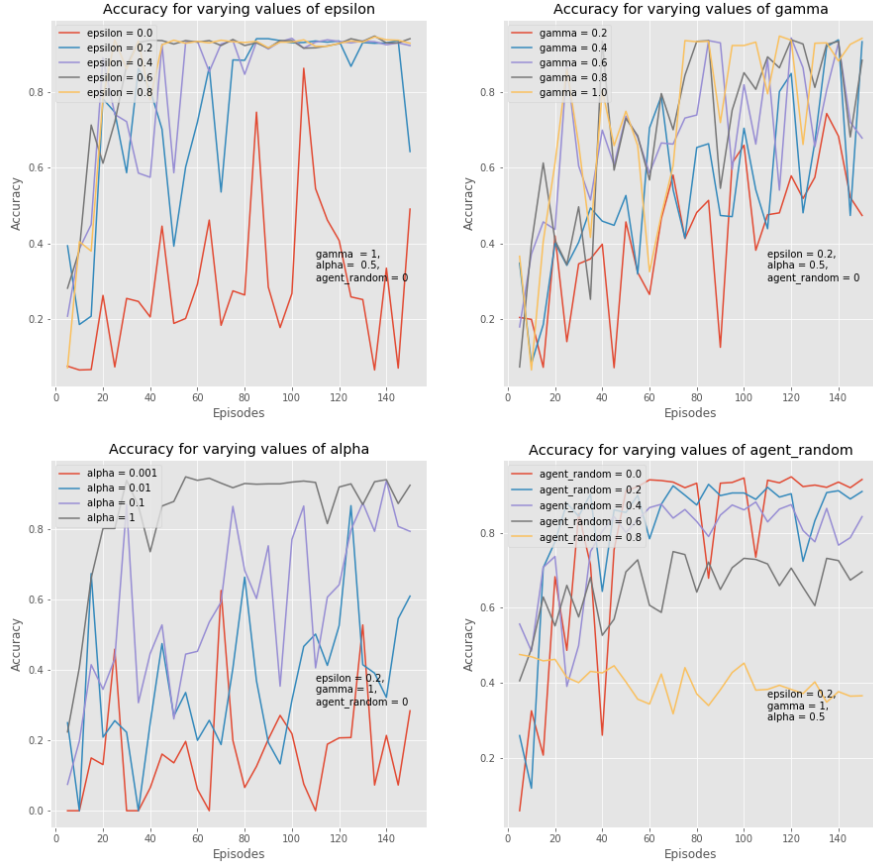 Accuracy for varying values of epsilon
epsilon = 0.0
epsilon = 0.2
epsilon = 0.4
epsilon = 0.6
epsilon = 0.8
0.8
0.6
0.4
0.2
Accuracy
gamma  = 1,
alpha =  0.5,
agent_random = 0
0 20 40 60 80 100 120 140
Episodes
Accuracy for varying values of gamma
gamma = 0.2
gamma = 0.4
gamma = 0.6
gamma = 0.8
gamma = 1.0
0.8
0.6
0.4
0.2
Accuracy
epsilon = 0.2,
alpha = 0.5,
agent_random = 0
0 20 40 60 80 100 120 140
Episodes
Accuracy for varying values of alpha
alpha = 0.001
alpha = 0.01
alpha = 0.1
alpha = 1
0.8
0.6
0.4
0.2
0.0
Accuracy
epsilon = 0.2,
gamma = 1,
agent_random = 0
0 20 40 60 80 100 120 140
Episodes
Accuracy for varying values of agent_random
agent_random = 0.0
agent_random = 0.2
agent_random = 0.4
agent_random = 0.6
agent_random = 0.8
0.8
0.6
0.4
0.2
Accuracy
epsilon = 0.2,
gamma = 1,
alpha = 0.5
0 20 40 60 80 100 120 140
Episodes